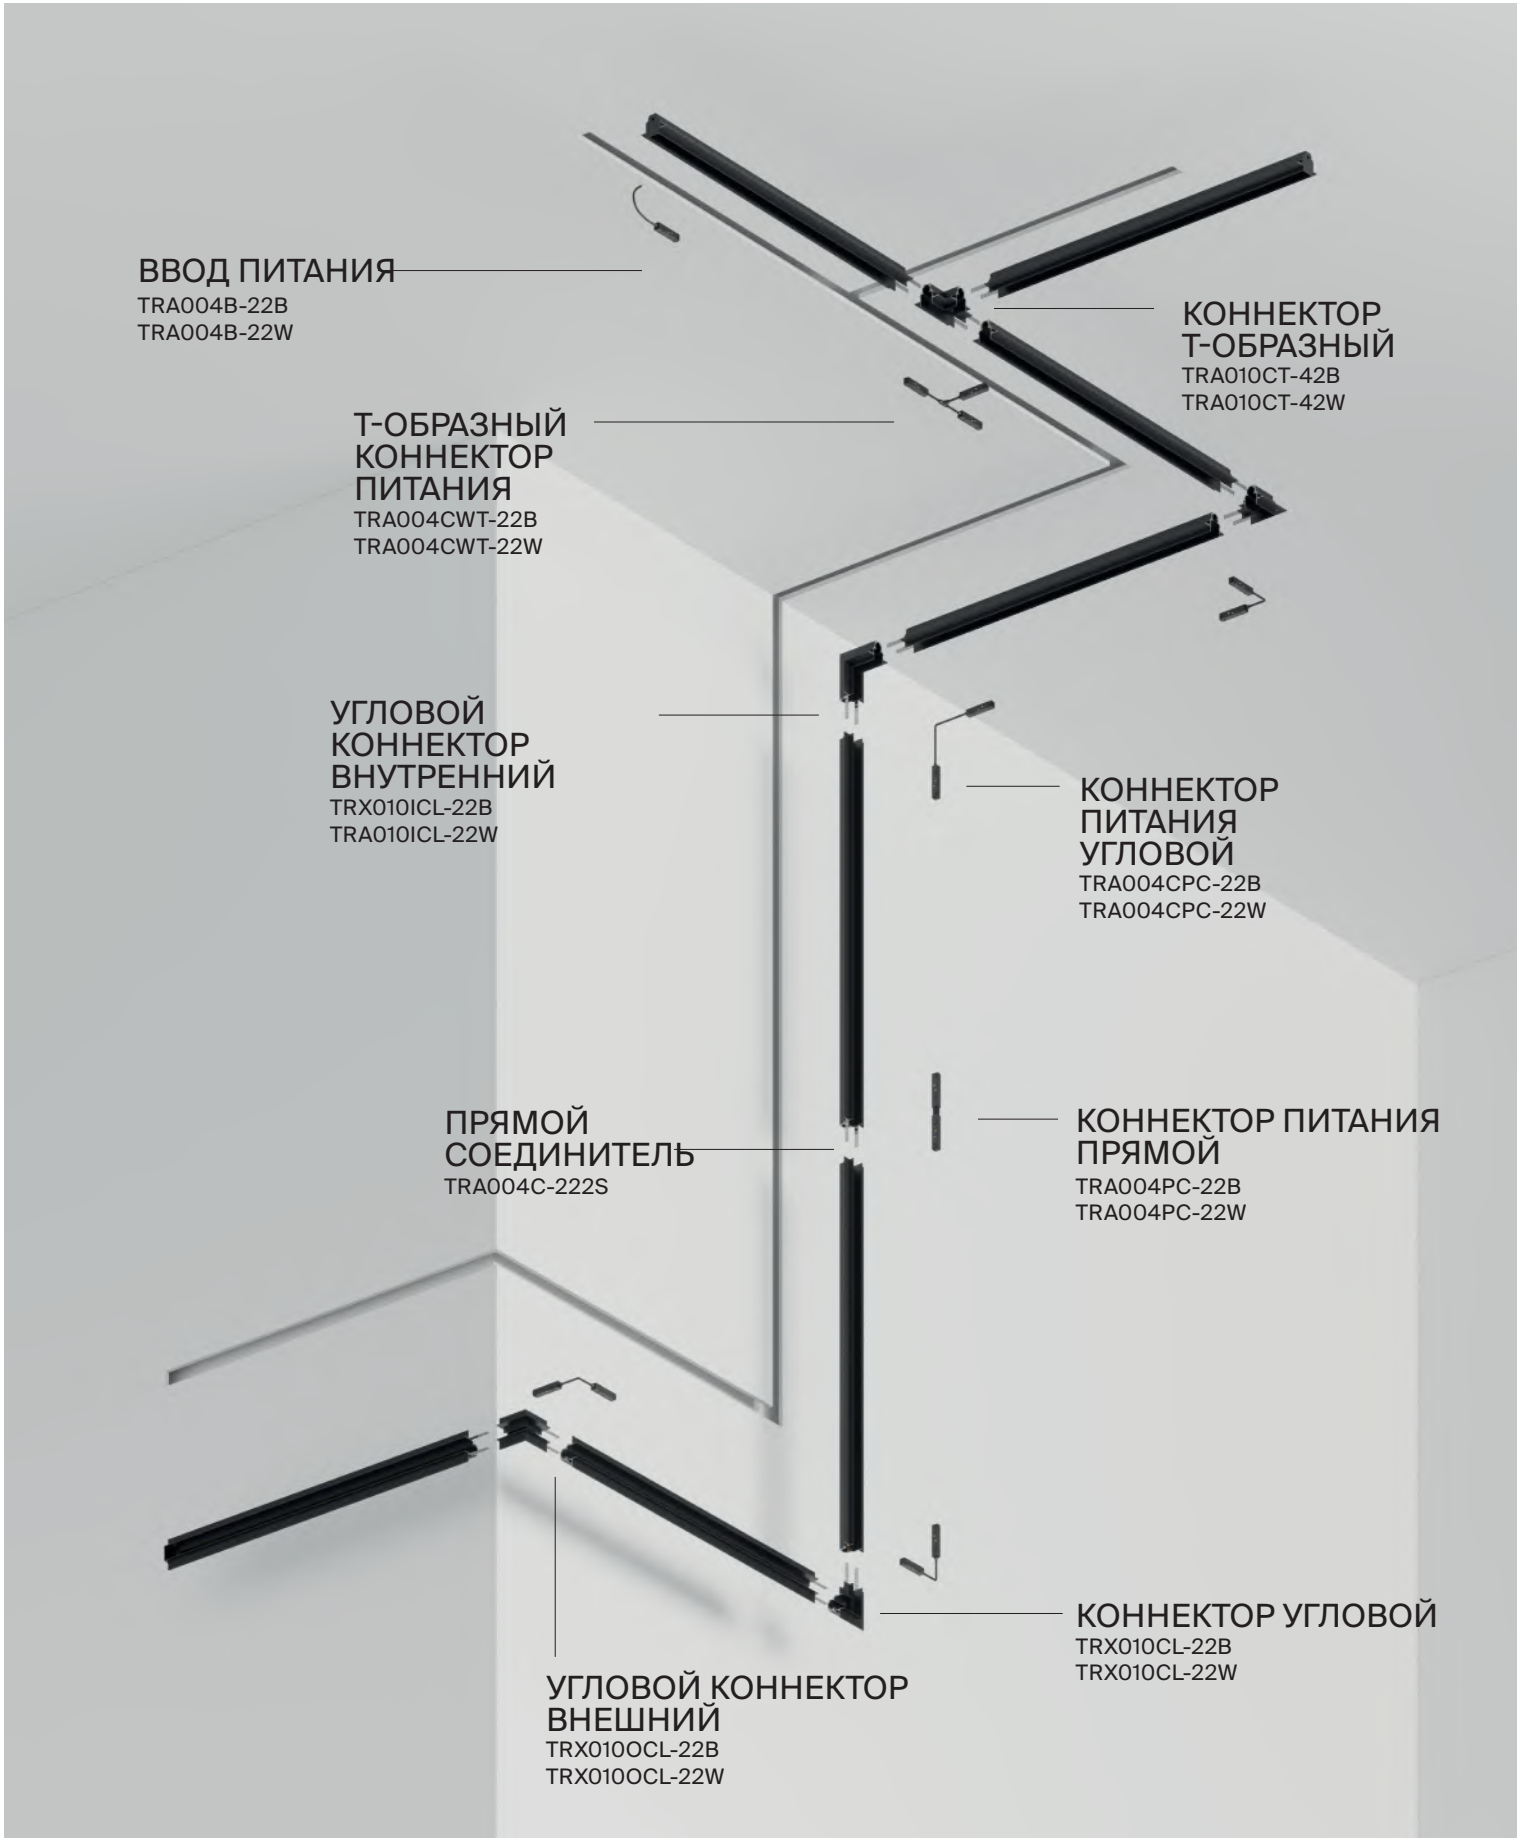 ВВОД ПИТАНИЯ
TRA004B-22B
TRA004B-22W
КОННЕКТОР
Т-ОБРАЗНЫЙ
TRA010CT-42B
TRA010CT-42W
Т-ОБРАЗНЫЙ
КОННЕКТОР
ПИТАНИЯ
TRA004CWT-22B
TRA004CWT-22W
УГЛОВОЙ
КОННЕКТОР
ВНУТРЕННИЙ
TRX010ICL-22B
TRA010ICL-22W
КОННЕКТОР
ПИТАНИЯ
УГЛОВОЙ
TRA004CPC-22B
TRA004CPC-22W
ПРЯМОЙ
СОЕДИНИТЕЛЬ
TRA004C-222S
КОННЕКТОР ПИТАНИЯ
ПРЯМОЙ
TRA004PC-22B
TRA004PC-22W
КОННЕКТОР УГЛОВОЙ
TRX010CL-22B
TRX010CL-22W
УГЛОВОЙ КОННЕКТОР
ВНЕШНИЙ
TRX010OCL-22B
TRX010OCL-22W